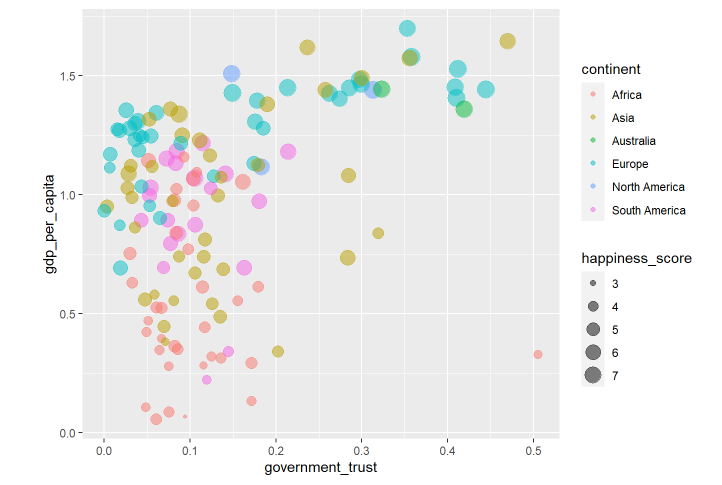 gdp_per_capita
1.5
1.0
0.5
0.0
0.0 0.1 0.2 0.3 0.4 0.5
government_trust
continent
Africa
Asia
Australia
Europe
North America
South America
happiness_score
3
4
5
6
7